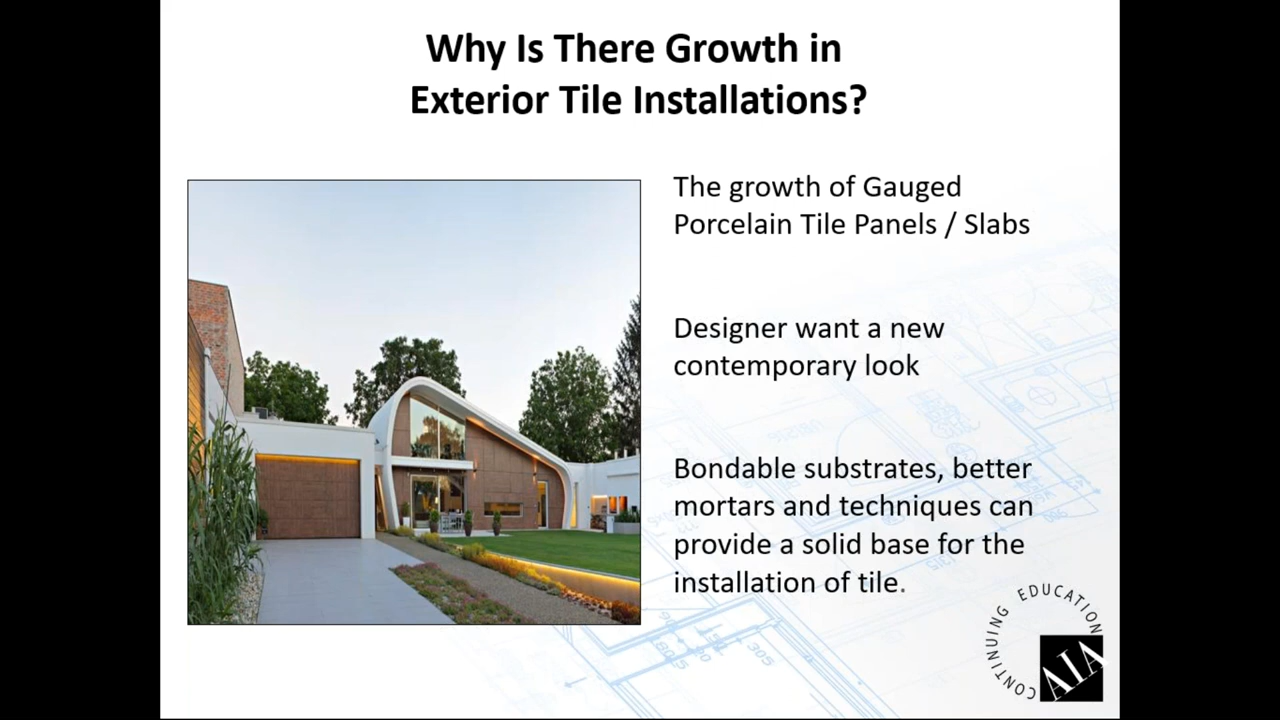 Why Is There Growth in
Exterior Tile Installations?
The growth of Gauged
Porcelain Tile Panels / Slabs
Designer want a new
contemporary look
Bondable substrates, better
mortars and techniques can
provide a solid base for the
installation of tile.
CONTINUING EDUCATION
AIA
305